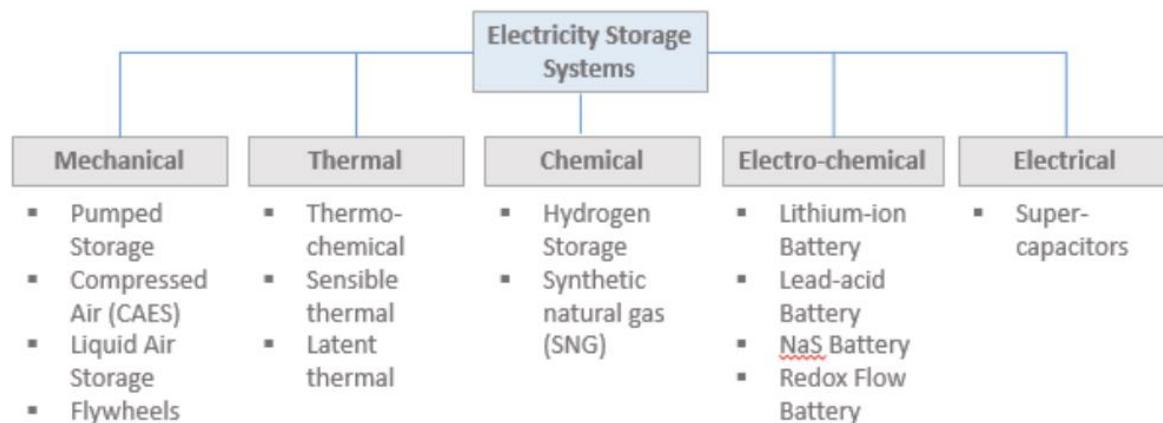 Electricity Storage
Systems
Mechanical
▪ Pumped
Storage
▪ Compressed
Air (CAES)
▪ Liquid Air
Storage
▪ Flywheels
Thermal
▪ Thermo-
chemical
▪ Sensible
thermal
▪ Latent
thermal
Chemical
▪ Hydrogen
Storage
▪ Synthetic
natural gas
(SNG)
Electro-chemical
▪ Lithium-ion
Battery
▪ Lead-acid
Battery
▪ NaS Battery
▪ Redox Flow
Battery
Electrical
▪ Super-
capacitors